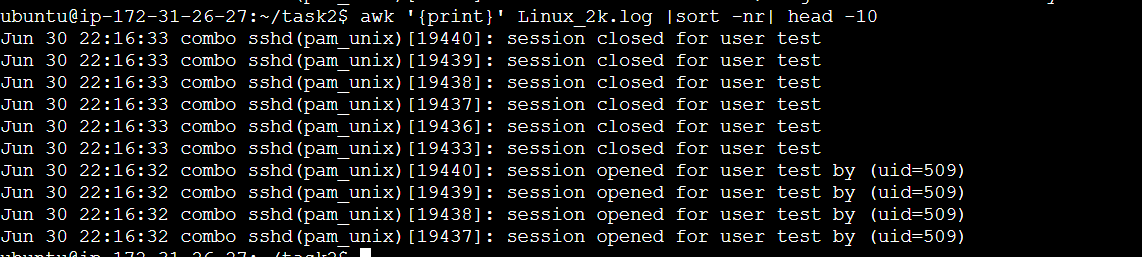 ubuntu@ip-172-31-26-27:~/task2$ awk '{print}' Linux_2k.log |sort -nr| head -10
Jun 30 22:16:33 combo sshd(pam_unix)[19440]: session closed for user test
Jun 30 22:16:33 combo sshd(pam_unix)[19439]: session closed for user test
Jun 30 22:16:33 combo sshd(pam_unix)[19438]: session closed for user test
Jun 30 22:16:33 combo sshd(pam_unix)[19437]: session closed for user test
Jun 30 22:16:33 combo sshd(pam_unix)[19436]: session closed for user test
Jun 30 22:16:33 combo sshd(pam_unix)[19433]: session closed for user test
Jun 30 22:16:32 combo sshd(pam_unix)[19440]: session opened for user test by (uid=509)
Jun 30 22:16:32 combo sshd(pam_unix)[19439]: session opened for user test by (uid=509)
Jun 30 22:16:32 combo sshd(pam_unix)[19438]: session opened for user test by (uid=509)
Jun 30 22:16:32 combo sshd(pam_unix)[19437]: session opened for user test by (uid=509)
ubuntu@ip-172-31-26-27:~/task2$